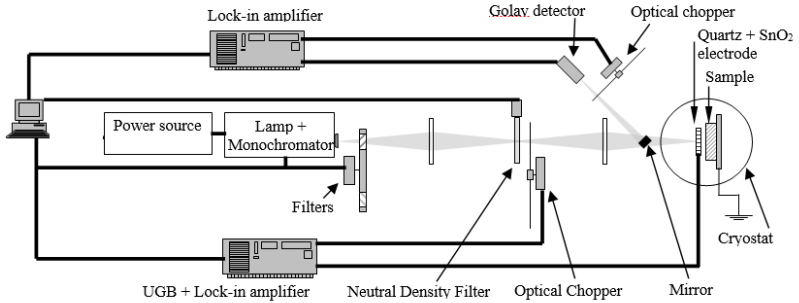 Lock-in amplifier
Golay detector
Optical chopper
Quartz + SnO₂
electrode
Sample
Power source
Lamp +
Monochromator
Filters
Cryostat
UGB + Lock-in amplifier
Neutral Density Filter
Optical Chopper
Mirror